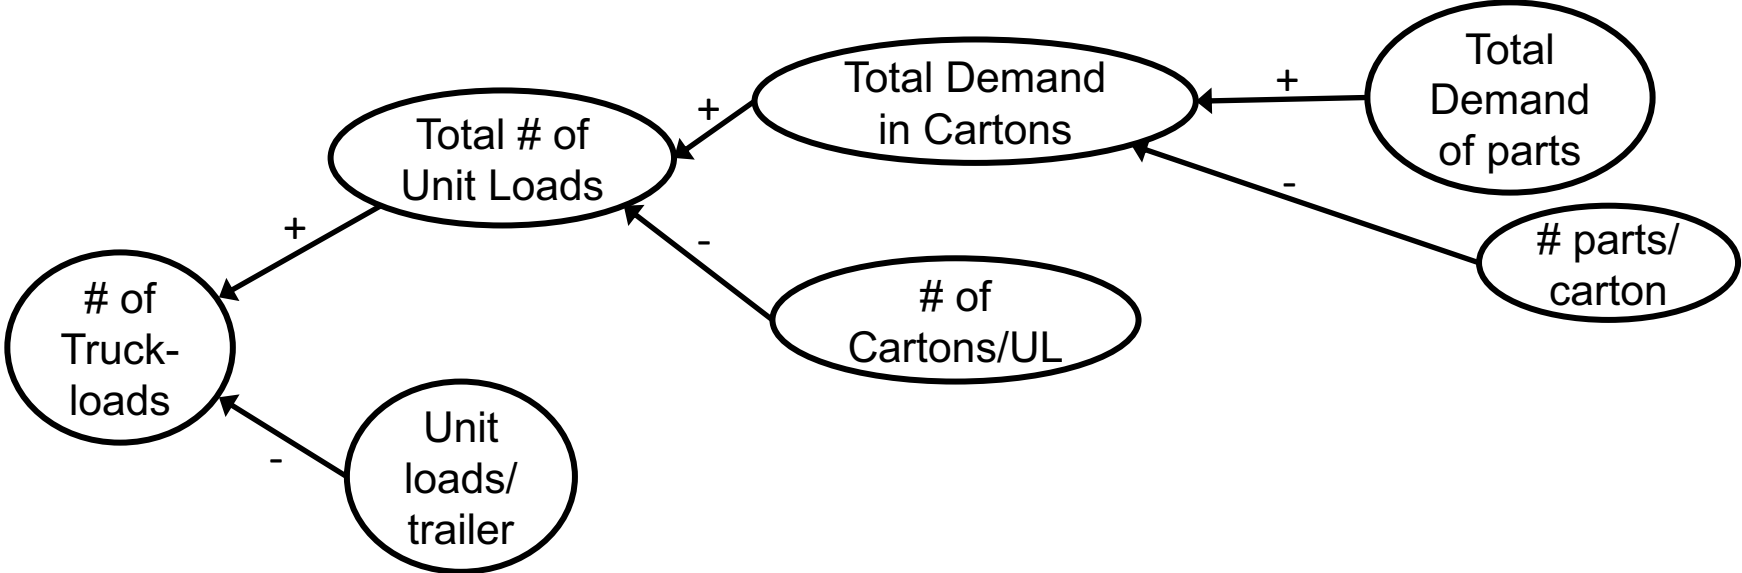 Total
Demand
of parts
+
Total Demand
in Cartons
+
-
# parts/
carton
Total # of
Unit Loads
+
-
# of
Cartons/UL
# of
Truck-
loads
-
Unit
loads/
trailer